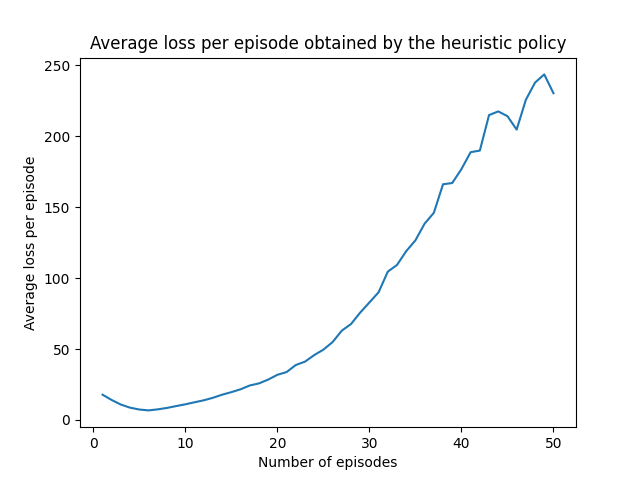 Average loss per episode obtained by the heuristic policy
250
200
150
100
50
0
Average loss per episode
0 10 20 30 40 50
Number of episodes